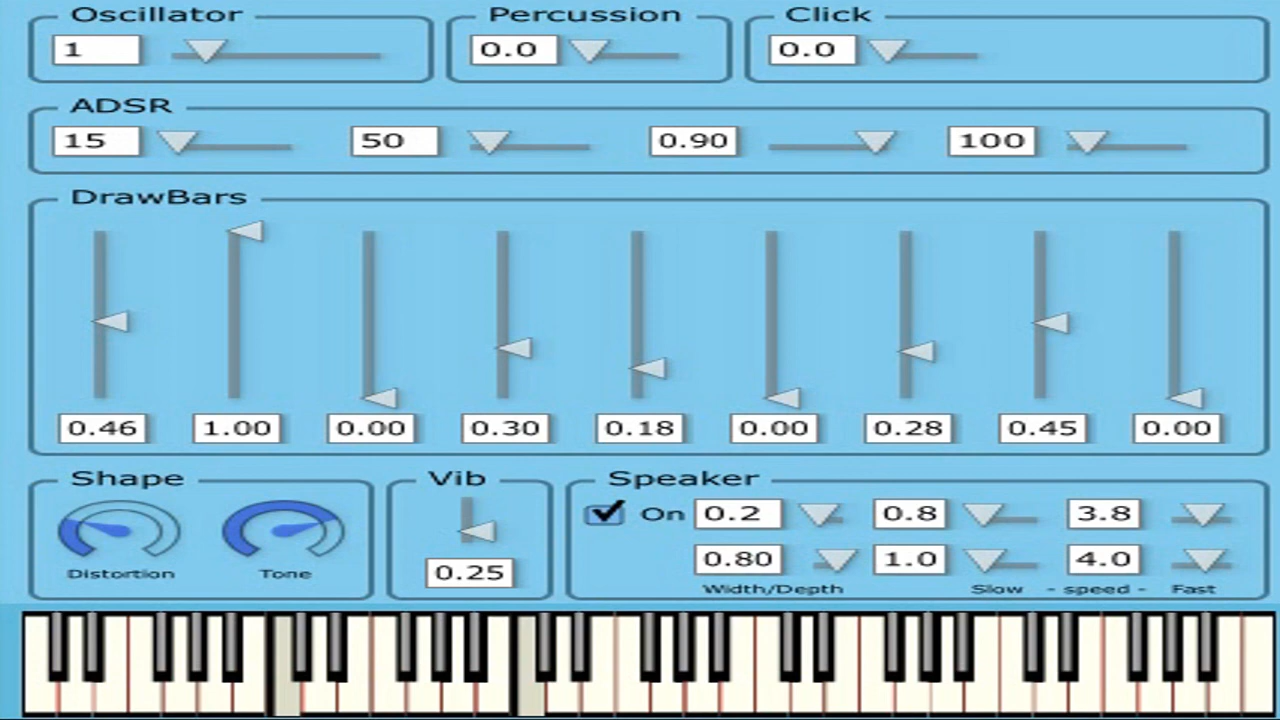 Oscillator Percussion Click
1 0.0 0.0
ADSR
15 50 0.90 100
DrawBars
0.46 1.00 0.00 0.30 0.18 0.00 0.28 0.45 0.00
Shape Vib Speaker
On 0.2 0.8 3.8
0.80 1.0 4.0
Distortion Tone 0.25
Width/Depth Slow - speed - Fast